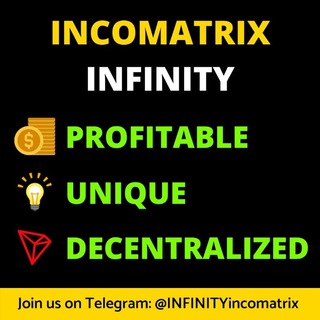 INCOMATRIX
INFINITY
PROFITABLE
UNIQUE
DECENTRALIZED
Join us on Telegram: @INFINITYincomatrix